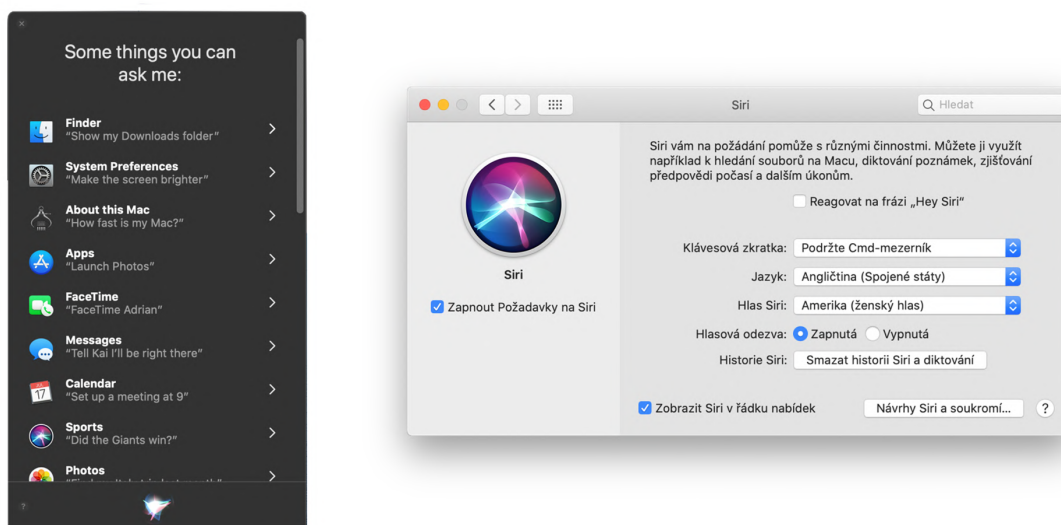 Some things you can
ask me:
Finder
"Show my Downloads folder"
System Preferences
"Make the screen brighter"
About this Mac
"How fast is my Mac?"
Apps
"Launch Photos"
FaceTime
"FaceTime Adrian"
Messages
"Tell Kai I'll be right there"
Calendar
"Set up a meeting at 9"
17
Sports
"Did the Giants win?"
Photos
?
Siri
Hledat
Siri
Zapnout Požadavky na Siri
Siri vám na požádání pomůže s různými činnostmi. Můžete ji využít
například k hledání souborů na Macu, diktování poznámek, zjišťování
předpovědi počasí a dalším úkonům.
Reagovat na frázi „Hey Siri"
Klávesová zkratka: Podržte Cmd-mezerník
Jazyk: Angličtina (Spojené státy)
Hlas Siri: Amerika (ženský hlas)
Hlasová odezva: Zapnutá Vypnutá
Historie Siri: Smazat historii Siri a diktování
Zobrazit Siri v řádku nabídek Návrhy Siri a soukromí... ?